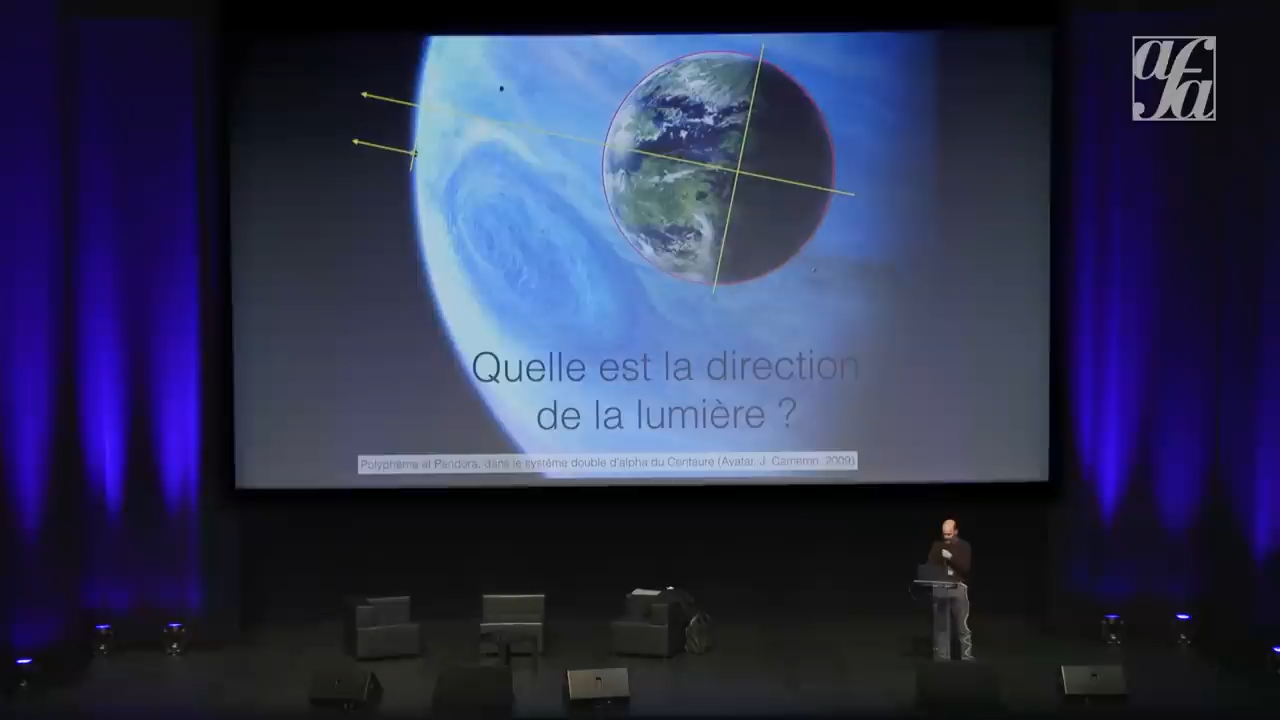 afa
Quelle est la direction
de la lumière ?
Polyphème et Pandora, dans le système double d'alpha du Centaure (Avatar, J. Cameron, 2009)